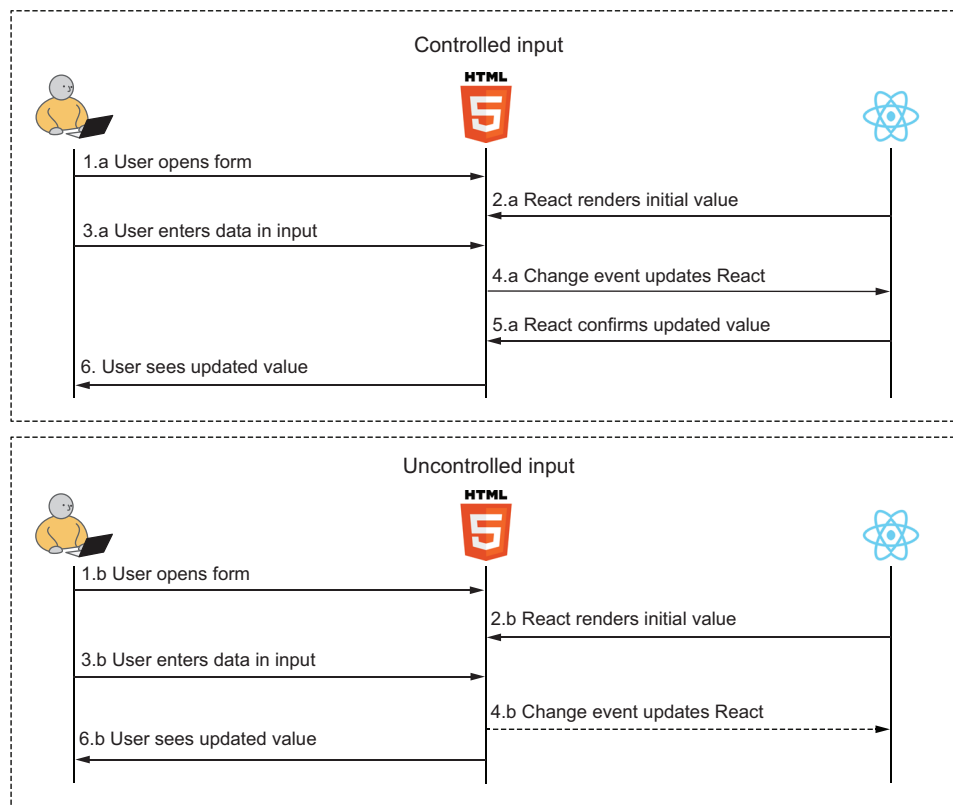 Controlled input
HTML
5
1.a User opens form
2.a React renders initial value
3.a User enters data in input
4.a Change event updates React
5.a React confirms updated value
6. User sees updated value
Uncontrolled input
HTML
5
1.b User opens form
2.b React renders initial value
3.b User enters data in input
4.b Change event updates React
6.b User sees updated value